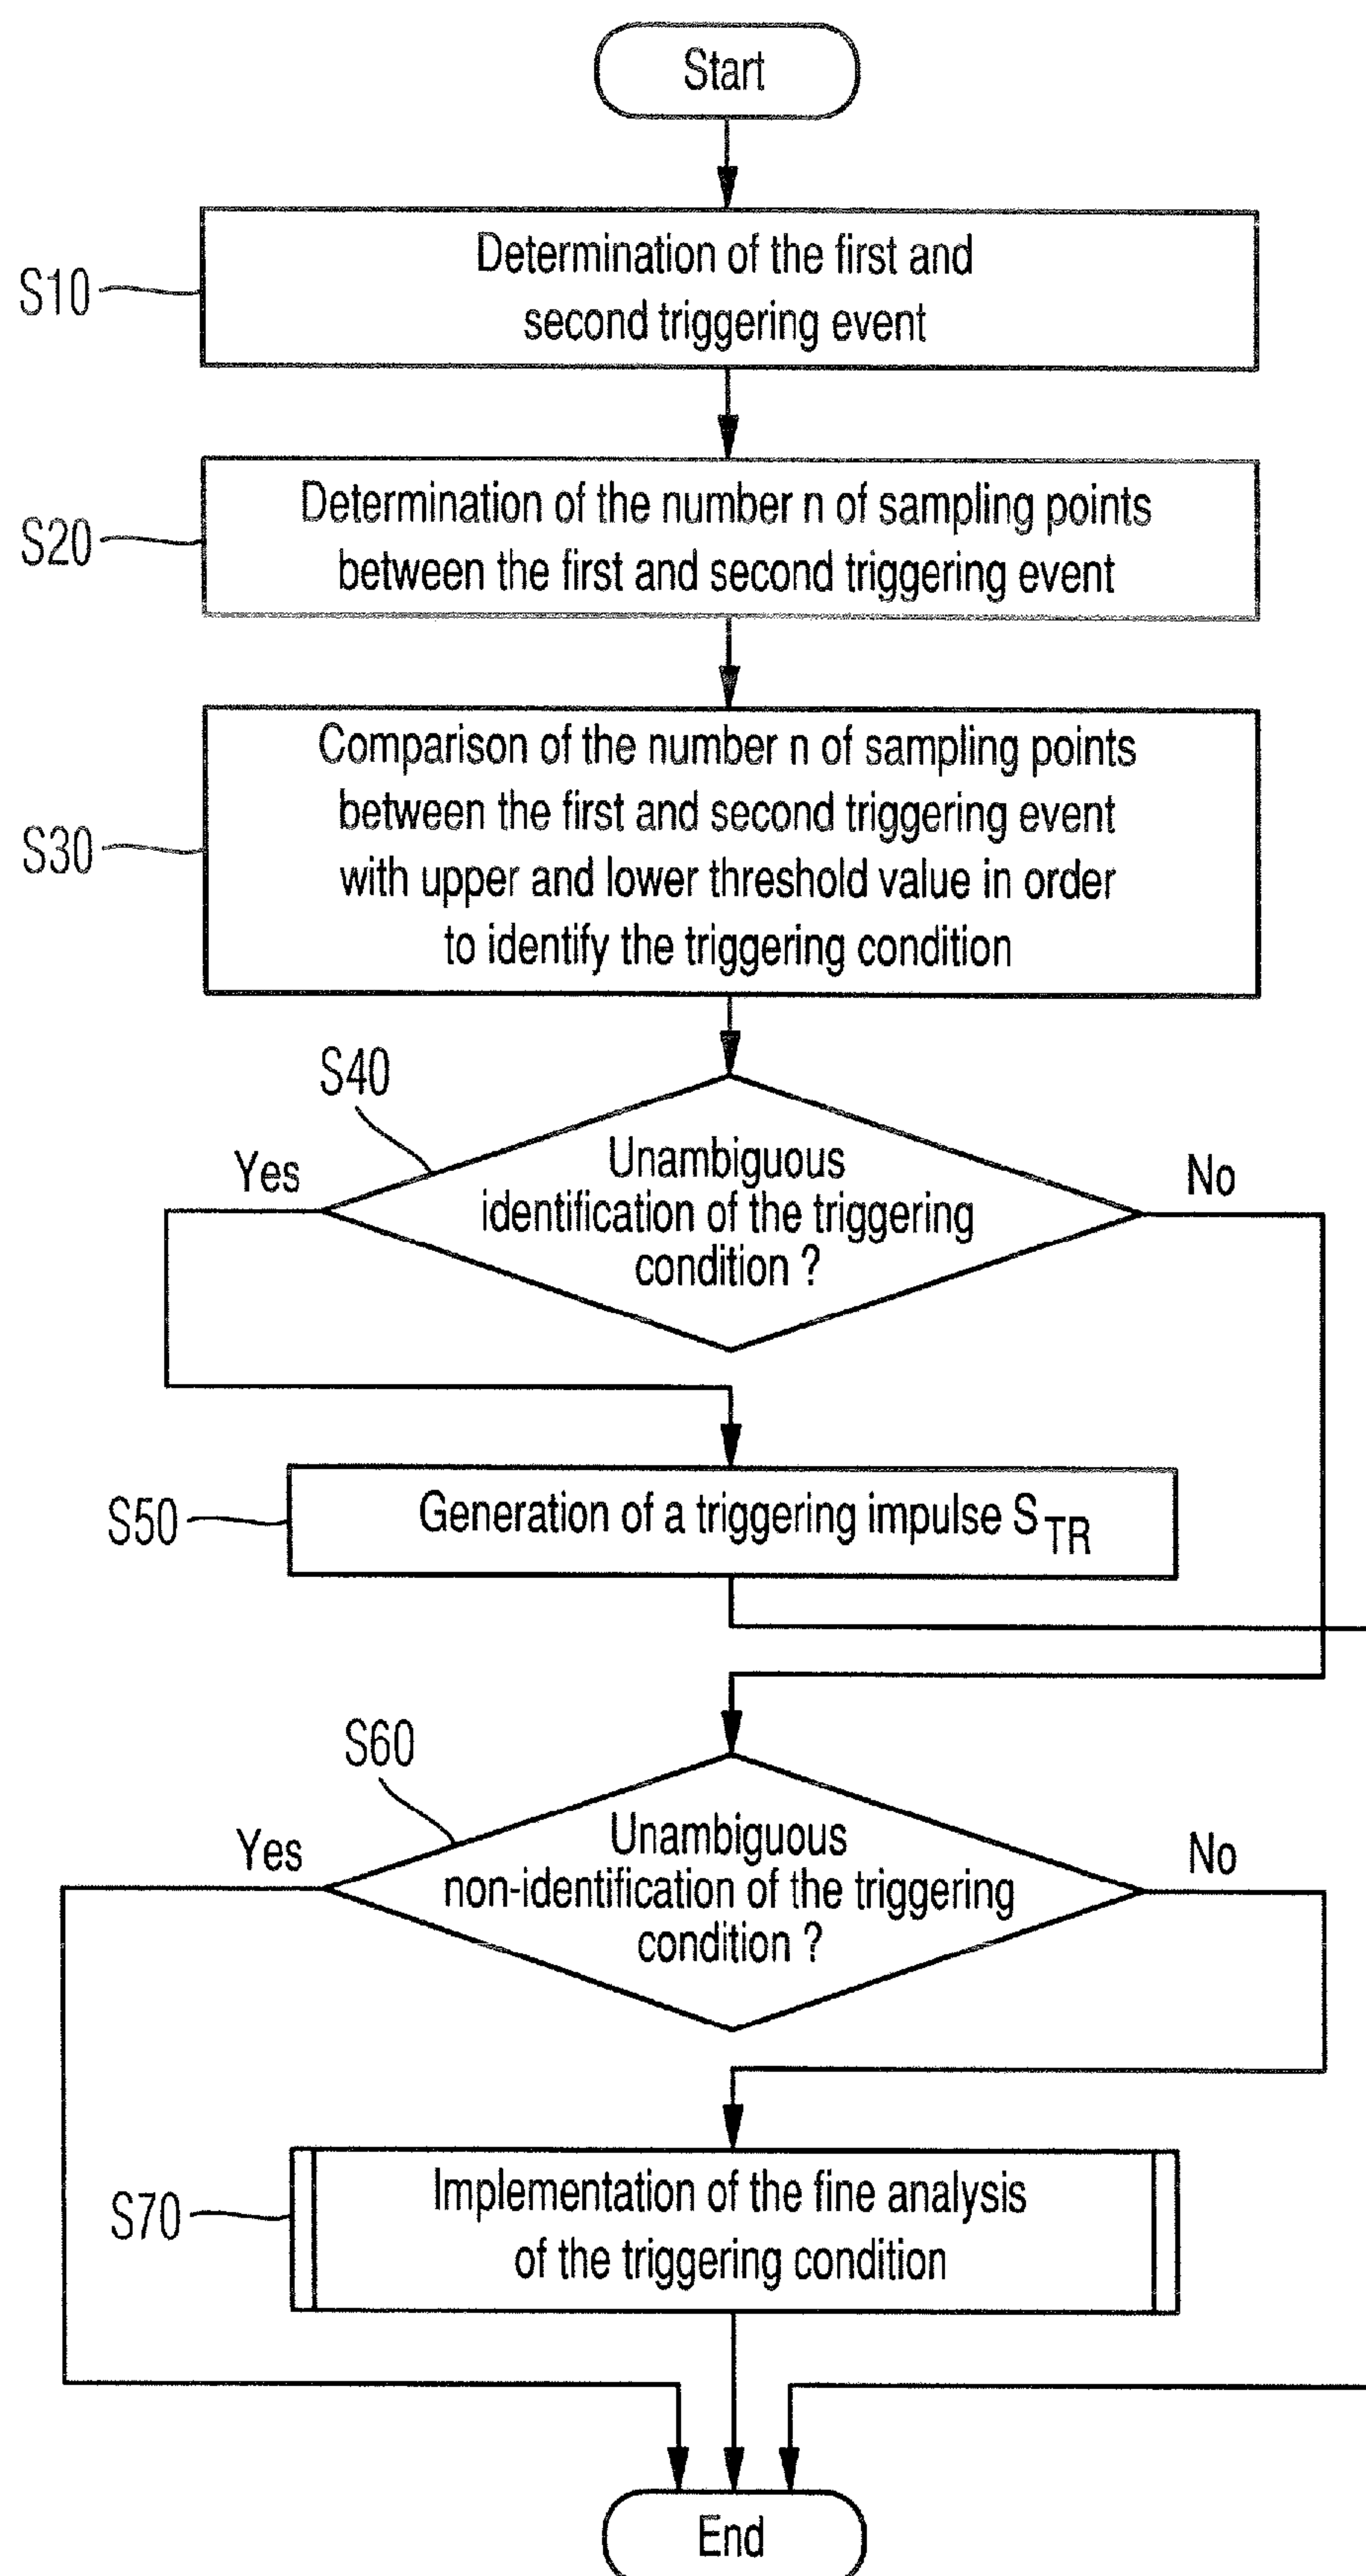 Start
S10
Determination of the first and
second triggering event
S20
Determination of the number n of sampling points
between the first and second triggering event
S30
Comparison of the number n of sampling points
between the first and second triggering event
with upper and lower threshold value in order
to identify the triggering condition
S40
Yes
No
Unambiguous
identification of the triggering
condition ?
S50
Generation of a triggering impulse S TR
S60
Yes
No
Unambiguous
non-identification of the triggering
condition ?
S70
Implementation of the fine analysis
of the triggering condition
End